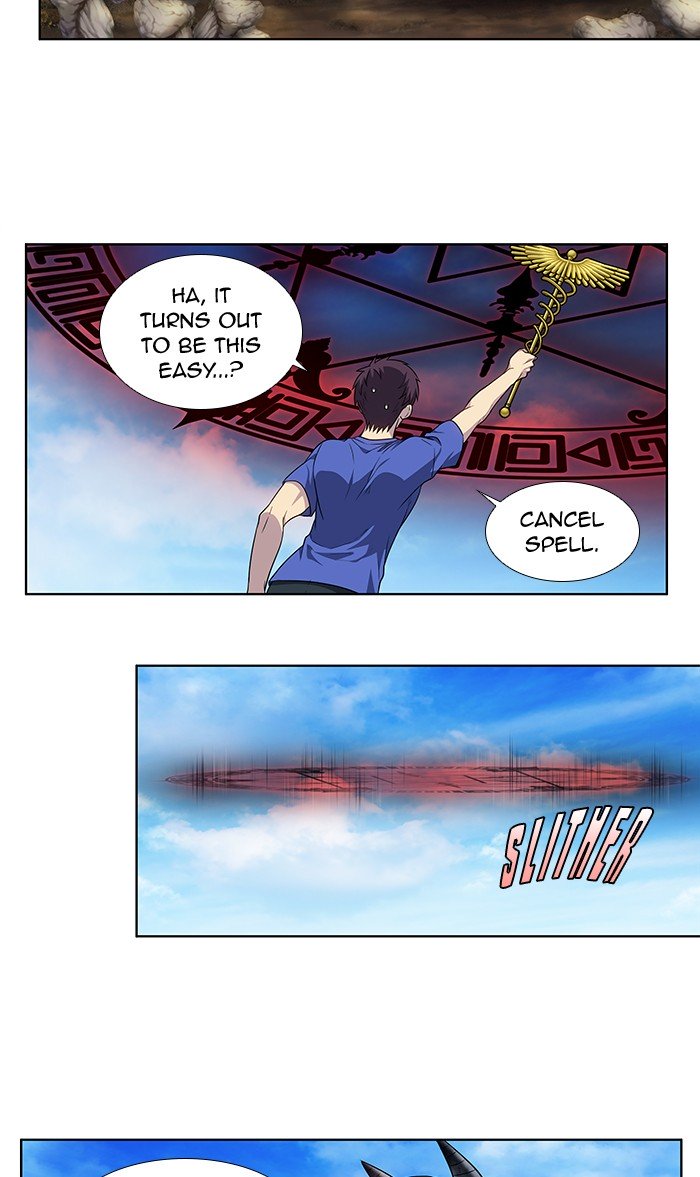 HA, IT
TURNS OUT
TO BE THIS
EASY...?
CANCEL
SPELL.
SLITHER